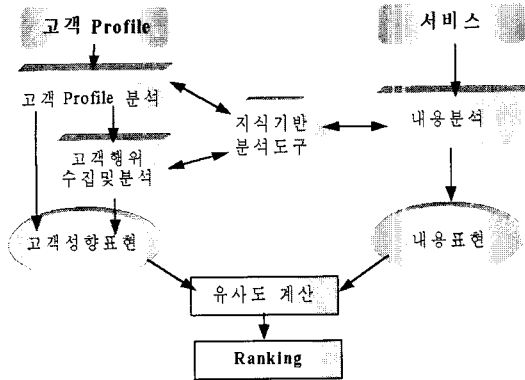 고객 Profile
서비스
고객 Profile 분석
지식기반
분석도구
내용분석
고객행위
수집및분석
고객성향표현
내용표현
유사도 계산
Ranking